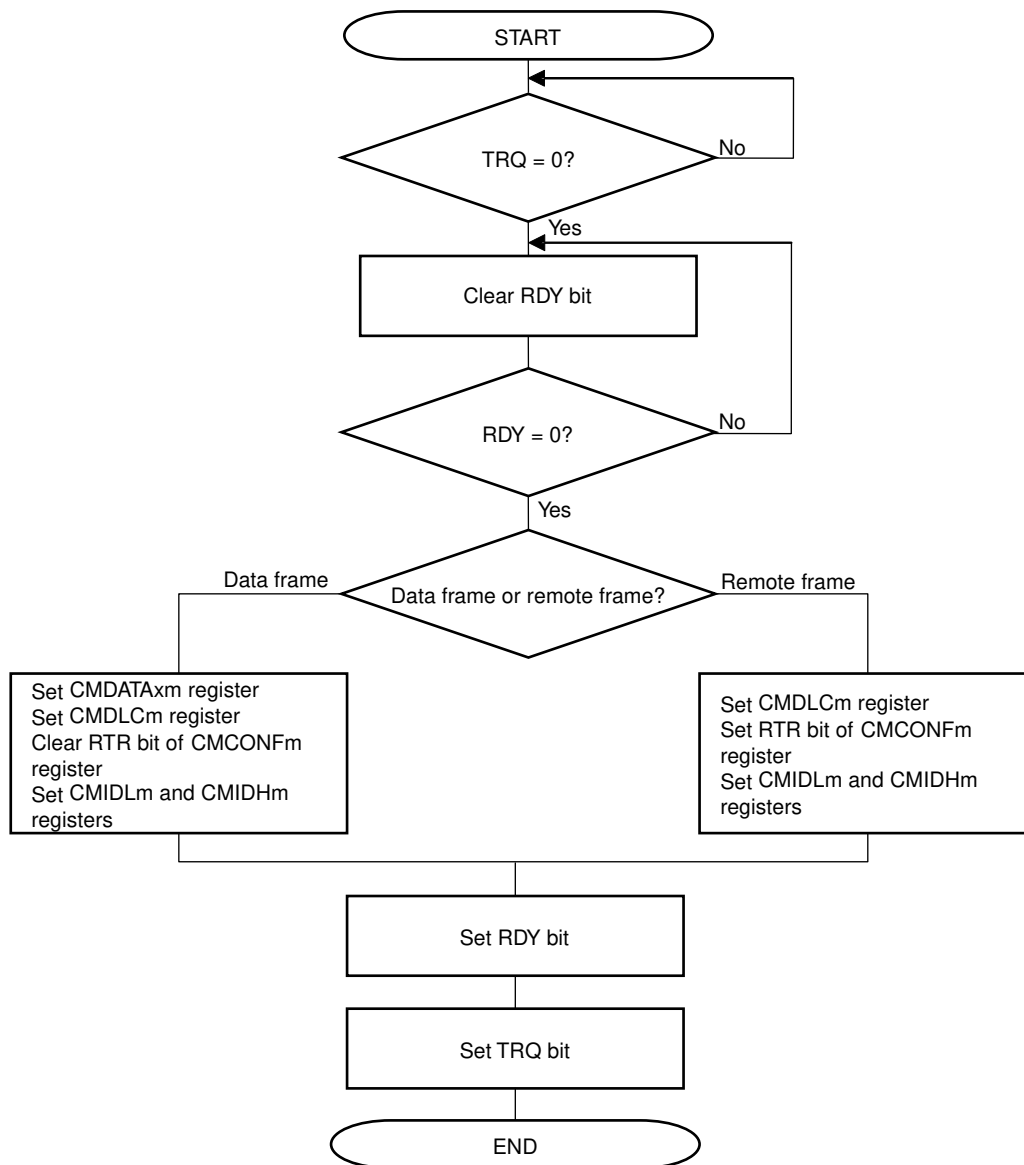 START
TRQ = 0?
No
Yes
Clear RDY bit
RDY = 0?
No
Yes
Data frame
Data frame or remote frame?
Remote frame
Set CMDATAxm register
Set CMDLCm register
Clear RTR bit of CMCONFm
register
Set CMIDLm and CMIDHm
registers
Set CMDLCm register
Set RTR bit of CMCONFm
register
Set CMIDLm and CMIDHm
registers
Set RDY bit
Set TRQ bit
END